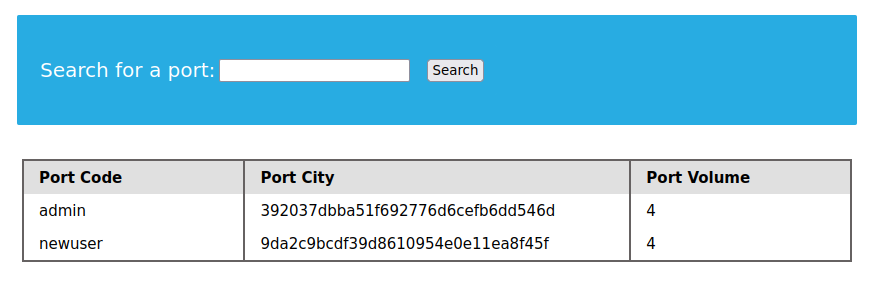 Search for a port: Search
Port Code Port City Port Volume
admin 392037dbba51f692776d6cefb6dd546d 4
newuser 9da2c9bcdf39d8610954e0e11ea8f45f 4